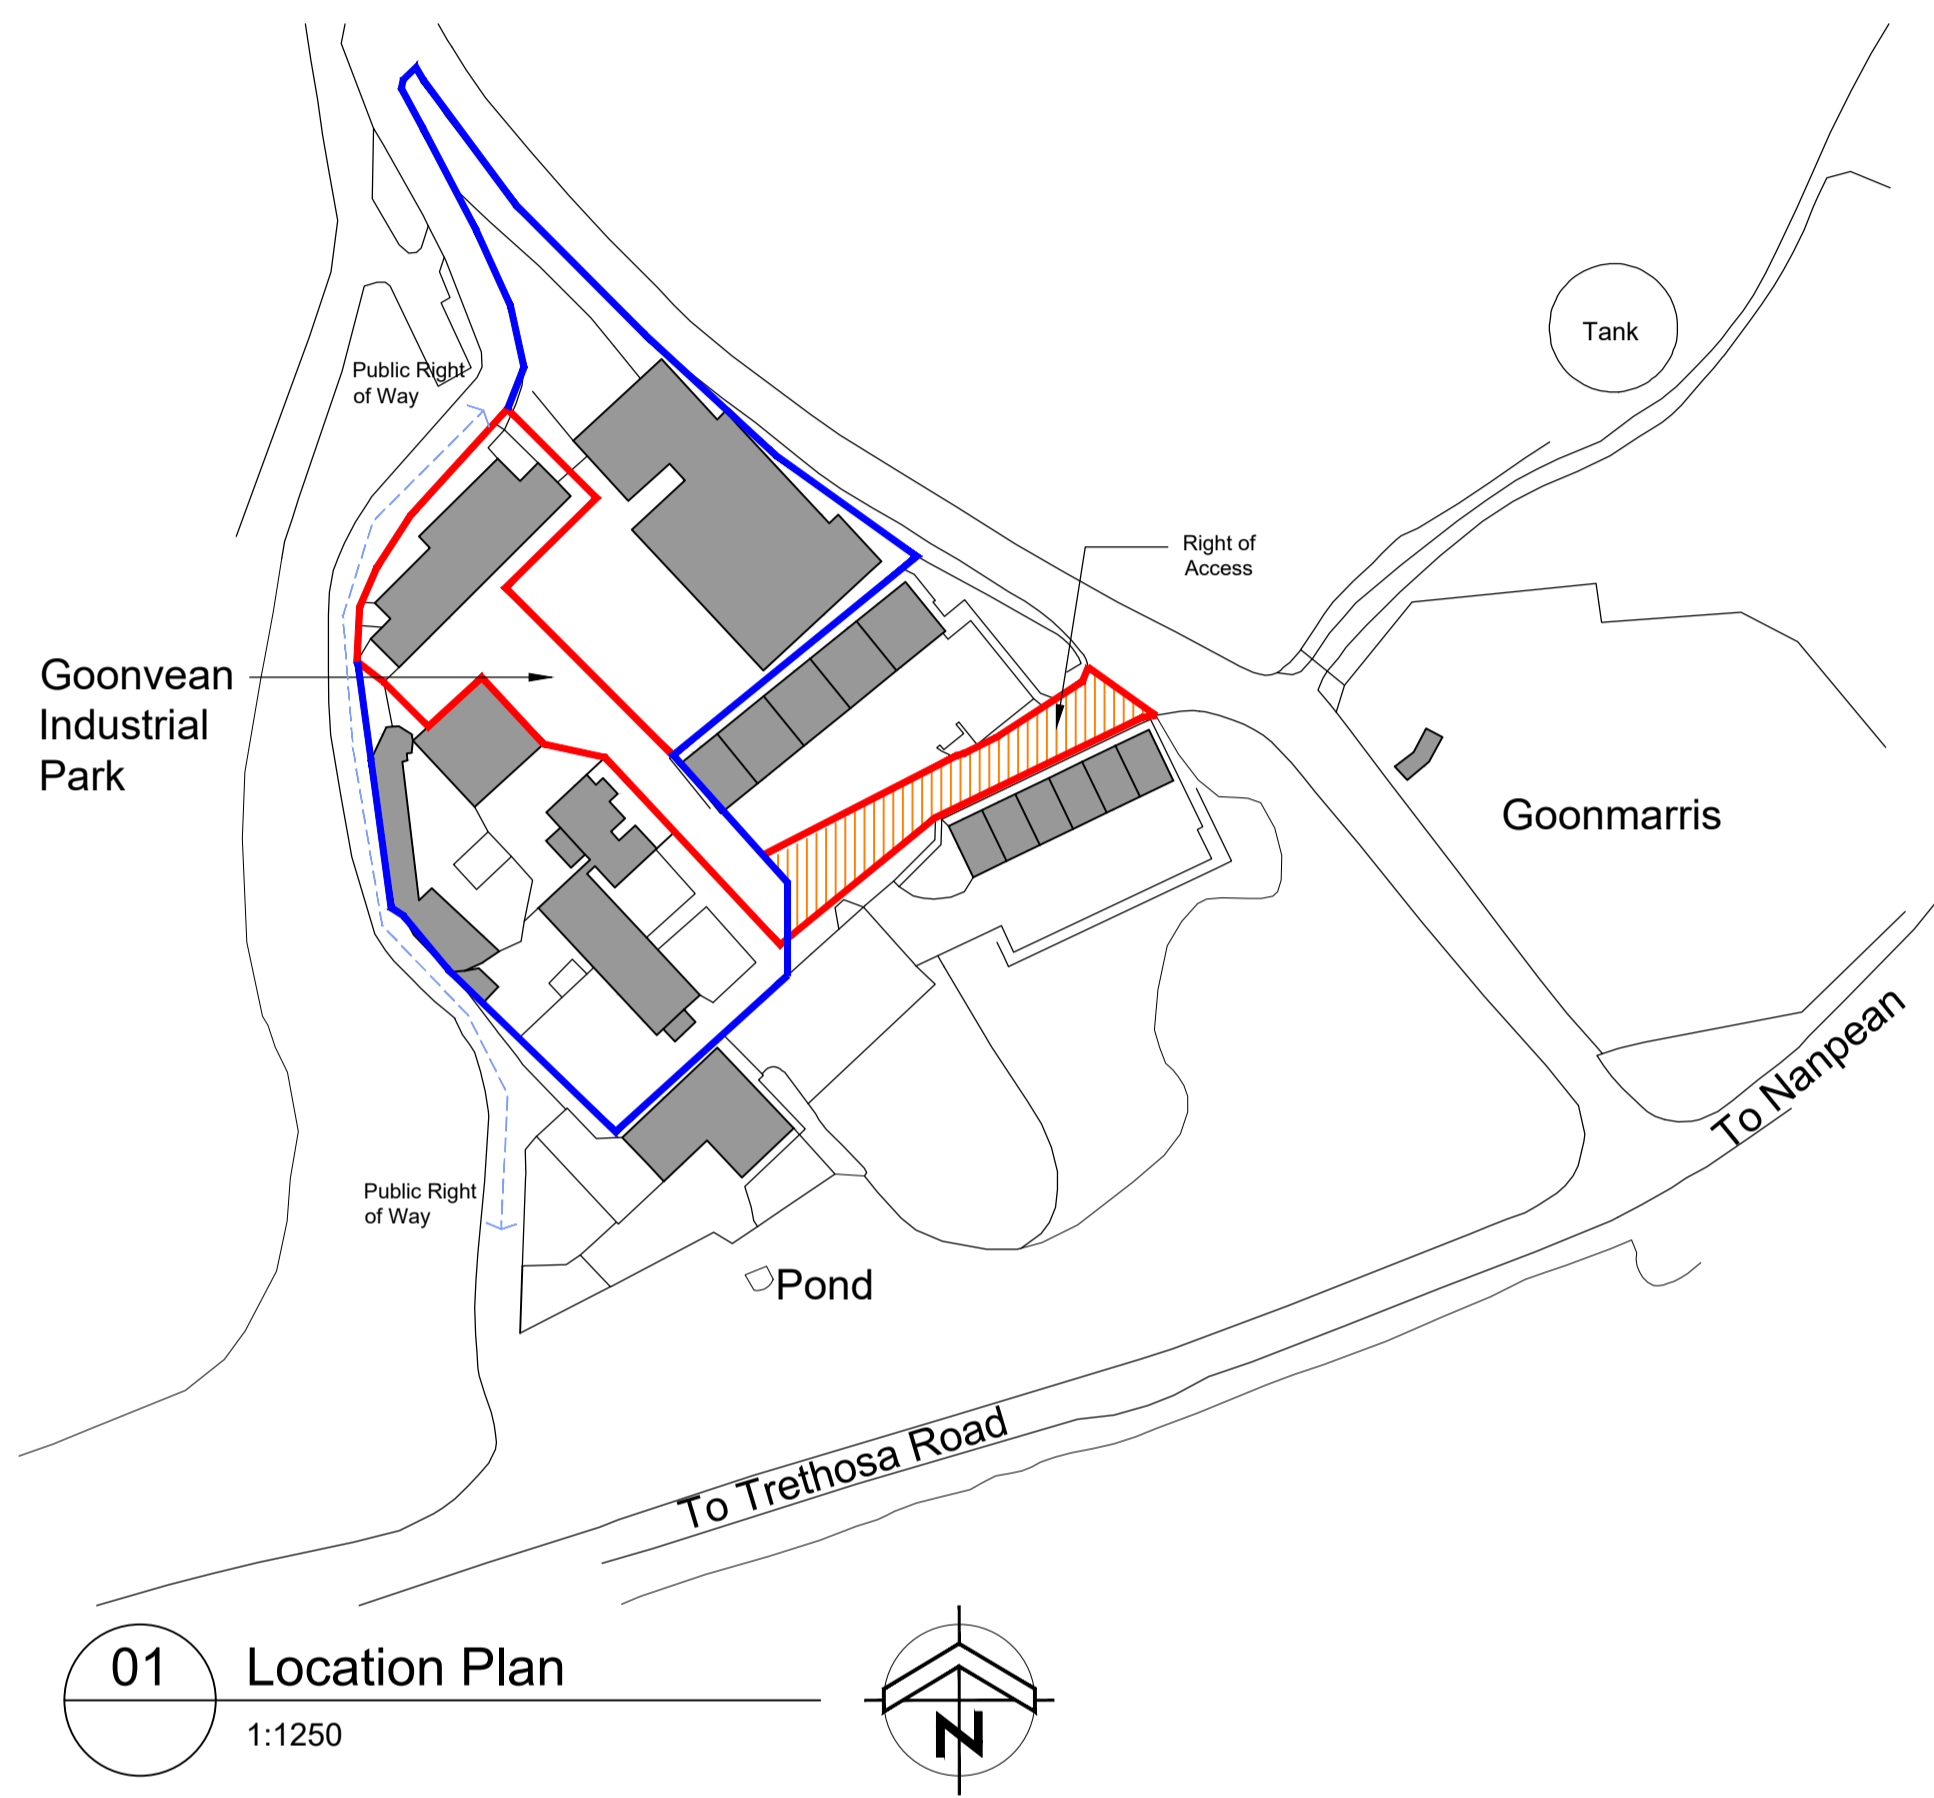 Tank
Public Right
of Way
Right of
Access
Goonvean
Industrial
Park
Goonmarris
To Nanpean
Public Right
of Way
Pond
To Trethosa Road
01
Location Plan
1:1250
N